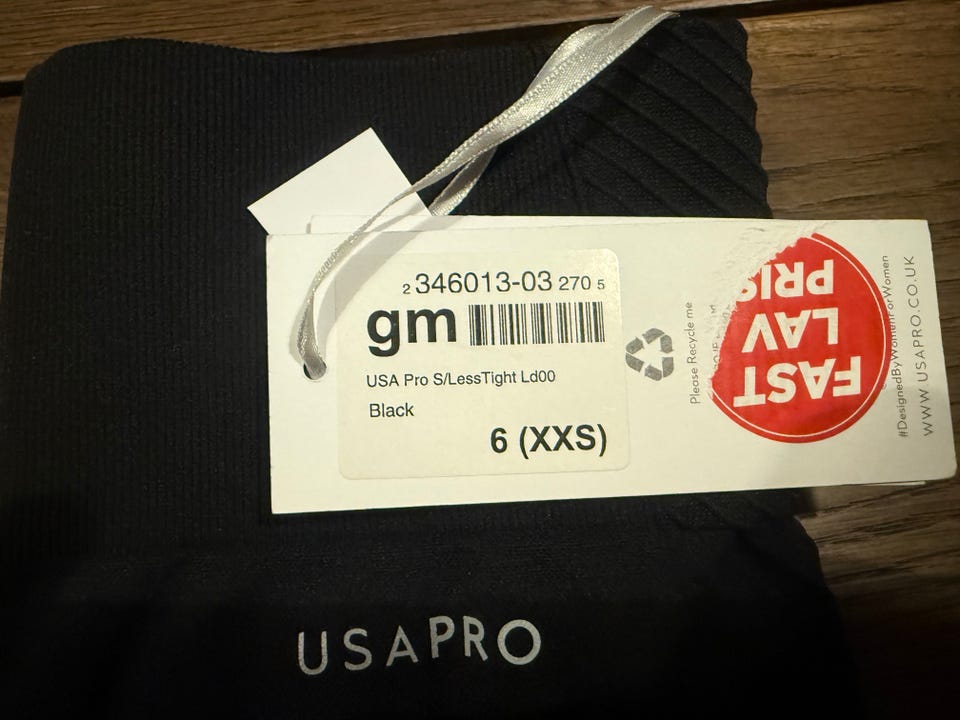 2 346013-03 270 5
gm
USA Pro S/LessTight Ld00
Black
6 (XXS)
Please Recycle me
FAST
LAV
PRIS
#DesignedByWomenForWomen
WWW.USAPRO.CO.UK
USAPRO